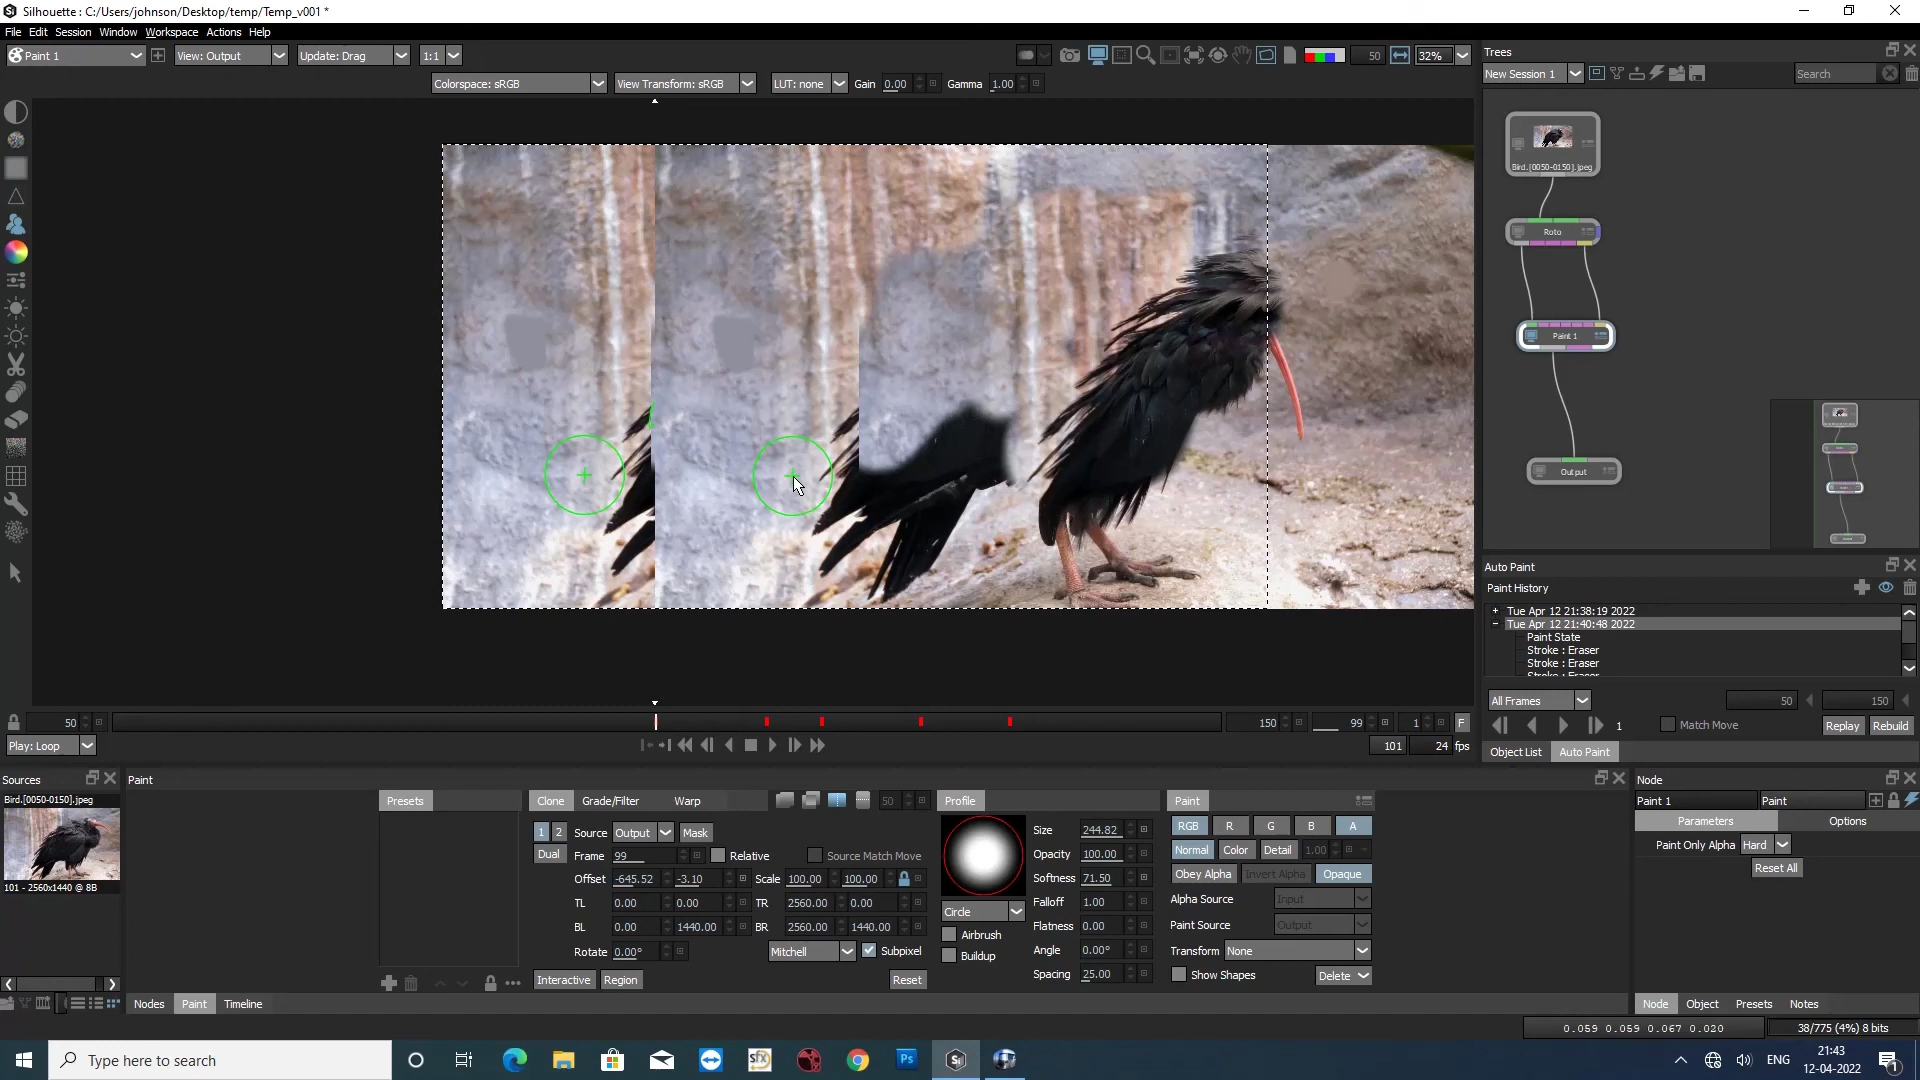 Silhouette : C:/Users/johnson/Desktop/temp/Temp_v001 *
File Edit Session Window Workspace Actions Help
Paint 1 View: Output Update: Drag 1:1 50 32%
Colorspace: sRGB View Transform: sRGB LUT: none Gain 0.00 Gamma 1.00
Trees
New Session 1 Search
Bird.[0050-0150].jpeg
Roto
Paint 1
Output
Auto Paint
Paint History
Tue Apr 12 21:38:19 2022
Tue Apr 12 21:40:48 2022
Paint State
Stroke : Eraser
Stroke : Eraser
Stroke : Eraser
All Frames 50 150
1 Match Move Replay Rebuild
Object List Auto Paint
50 150 99 1 F
Play: Loop 101 24 fps
Sources
Bird.[0050-0150].jpeg
101 - 2560x1440 @ 8B
Paint
Presets
Clone Grade/Filter Warp 50
1 2 Source Output Mask
Dual Frame 99 Relative Source Match Move
Offset -645.52 -3.10 Scale 100.00 100.00
TL 0.00 0.00 TR 2560.00 0.00
BL 0.00 1440.00 BR 2560.00 1440.00
Rotate 0.00° Mitchell Subpixel
Interactive Region Reset
Profile
Circle
Airbrush
Buildup
Size 244.82
Opacity 100.00
Softness 71.50
Falloff 1.00
Flatness 0.00
Angle 0.00°
Spacing 25.00
Paint
RGB R G B A
Normal Color Detail 1.00
Obey Alpha Invert Alpha Opaque
Alpha Source Input
Paint Source Output
Transform None
Show Shapes Delete
Node
Paint 1 Paint
Parameters Options
Paint Only Alpha Hard
Reset All
Nodes Paint Timeline
Node Object Presets Notes
0.059 0.059 0.067 0.020 38/775 (4%) 8 bits
Type here to search
sfx
Ps
Si
ENG
21:43
12-04-2022
1